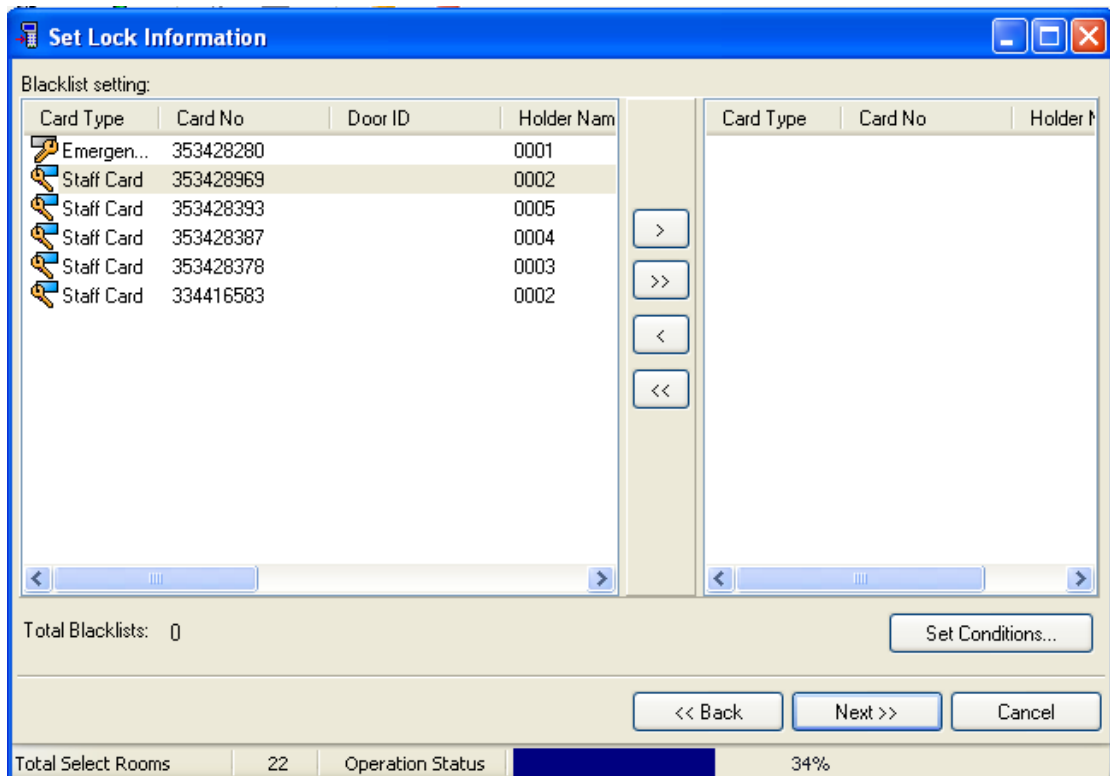 Set Lock Information
Blacklist setting:
Card Type Card No Door ID Holder Nam
Emergen... 353428280 0001
Staff Card 353428969 0002
Staff Card 353428393 0005
Staff Card 353428387 0004
Staff Card 353428378 0003
Staff Card 334416583 0002
>
>>
<
<<
Card Type Card No Holder N
Total Blacklists: 0
Set Conditions...
<< Back Next >> Cancel
Total Select Rooms 22 Operation Status 34%